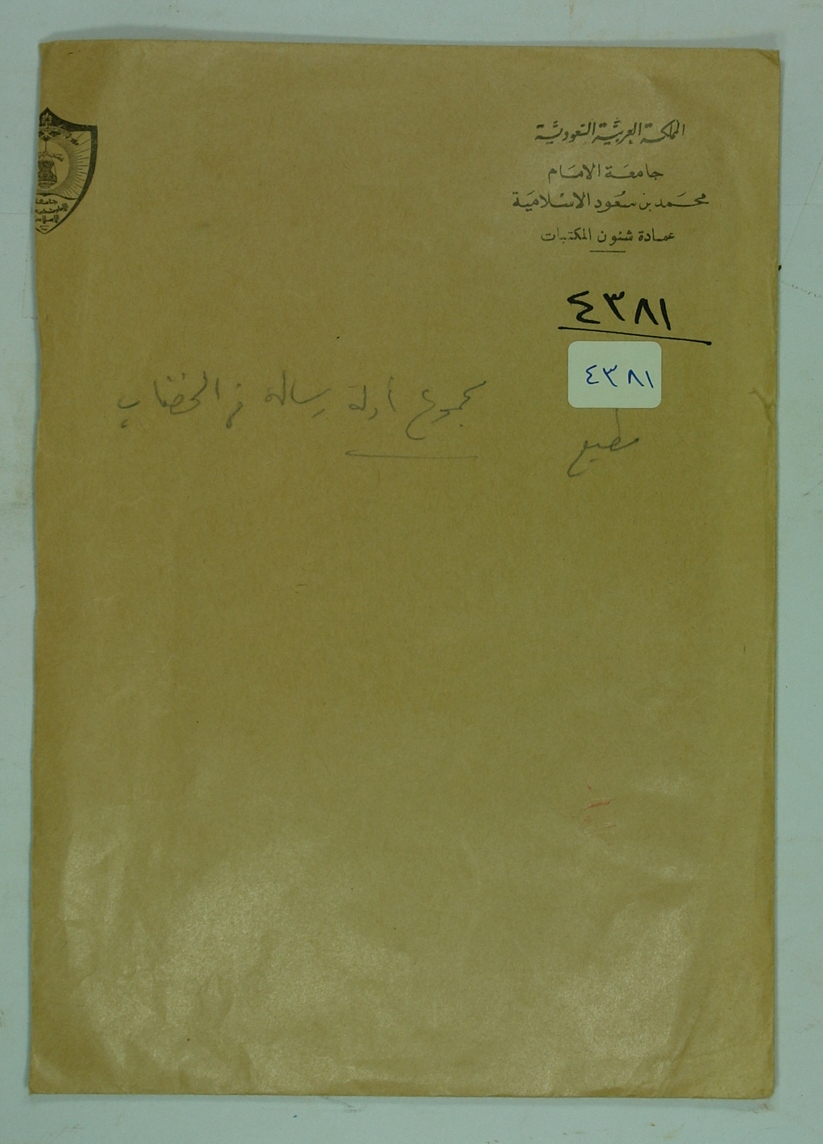 المملكة العربية السعودية
جامعة الامام
محمد بن سعود الاسلامية
عمادة شئون المكتبات
٤٣٨١
٤٣٨١
مجموع أوله رسالة في الخضاب